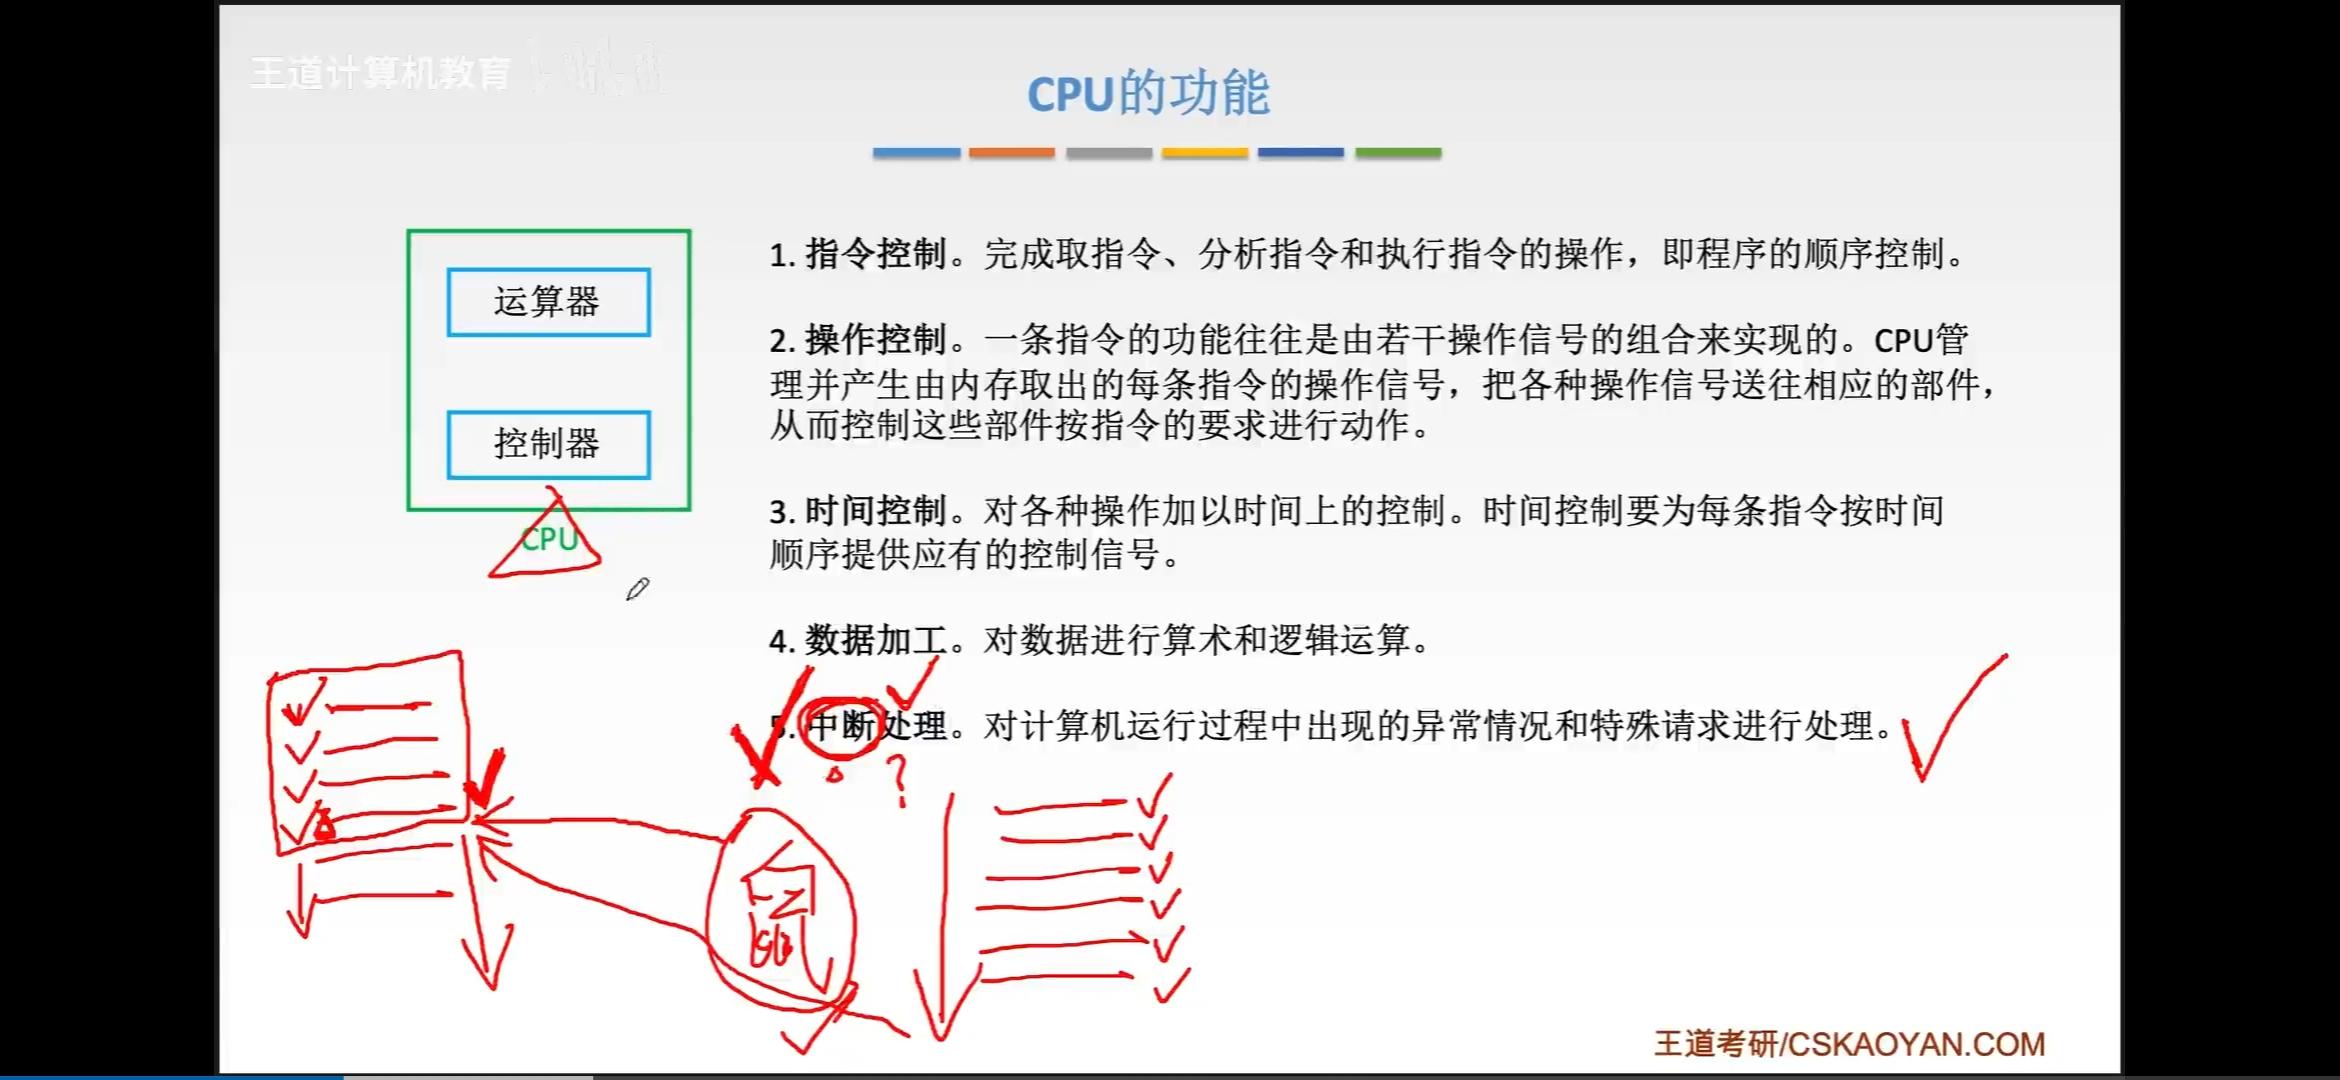 王道计算机教育
CPU的功能
运算器
控制器
CPU
1. 指令控制。完成取指令、分析指令和执行指令的操作，即程序的顺序控制。
2. 操作控制。一条指令的功能往往是由若干操作信号的组合来实现的。CPU管
理并产生由内存取出的每条指令的操作信号，把各种操作信号送往相应的部件，
从而控制这些部件按指令的要求进行动作。
3. 时间控制。对各种操作加以时间上的控制。时间控制要为每条指令按时间
顺序提供应有的控制信号。
4. 数据加工。对数据进行算术和逻辑运算。
5. 中断处理。对计算机运行过程中出现的异常情况和特殊请求进行处理。
?
王道考研/CSKAOYAN.COM